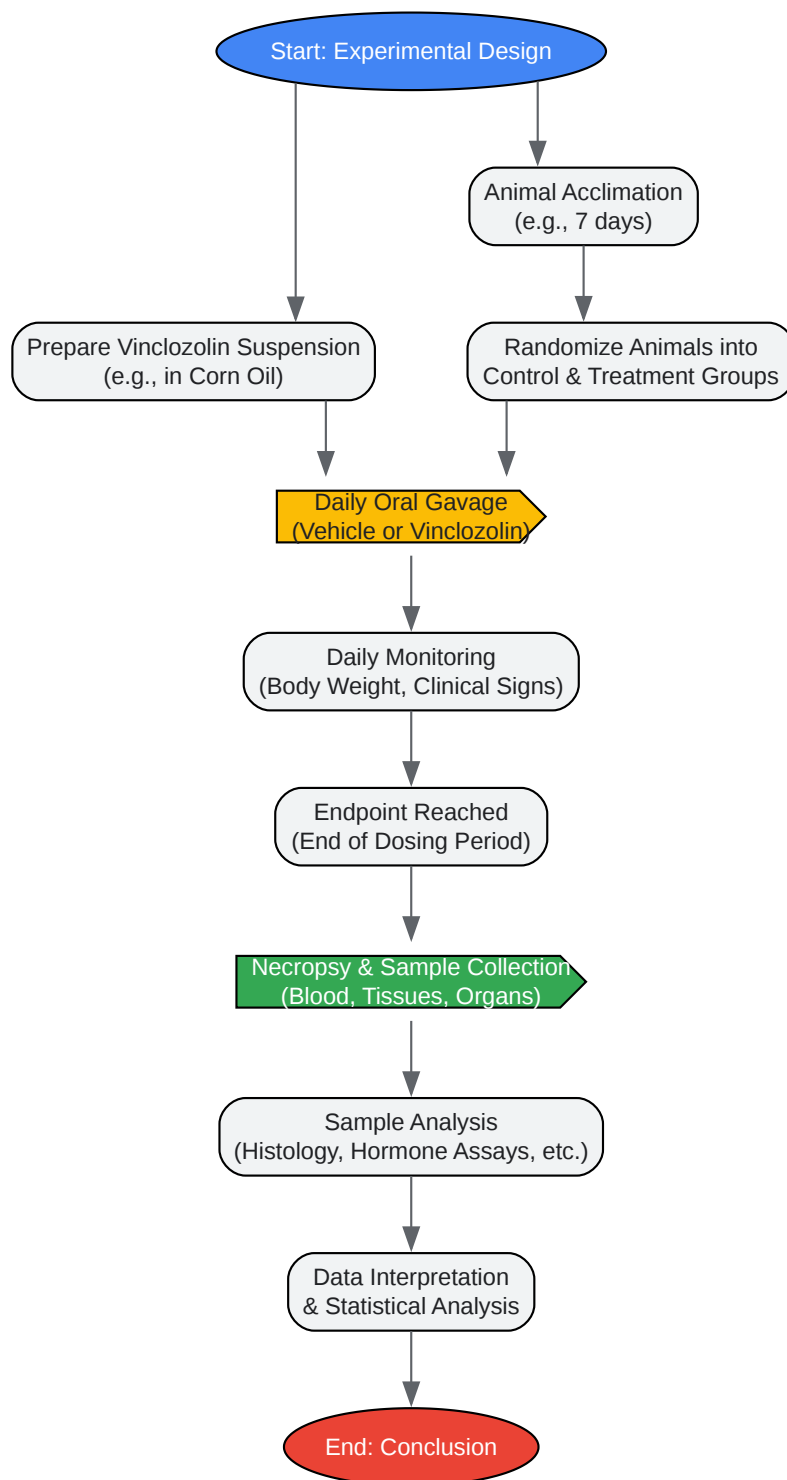 Start: Experimental Design
Animal Acclimation
(e.g., 7 days)
Prepare Vinclozolin Suspension
(e.g., in Corn Oil)
Randomize Animals into
Control & Treatment Groups
Daily Oral Gavage
(Vehicle or Vinclozolin)
Daily Monitoring
(Body Weight, Clinical Signs)
Endpoint Reached
(End of Dosing Period)
Necropsy & Sample Collection
(Blood, Tissues, Organs)
Sample Analysis
(Histology, Hormone Assays, etc.)
Data Interpretation
& Statistical Analysis
End: Conclusion